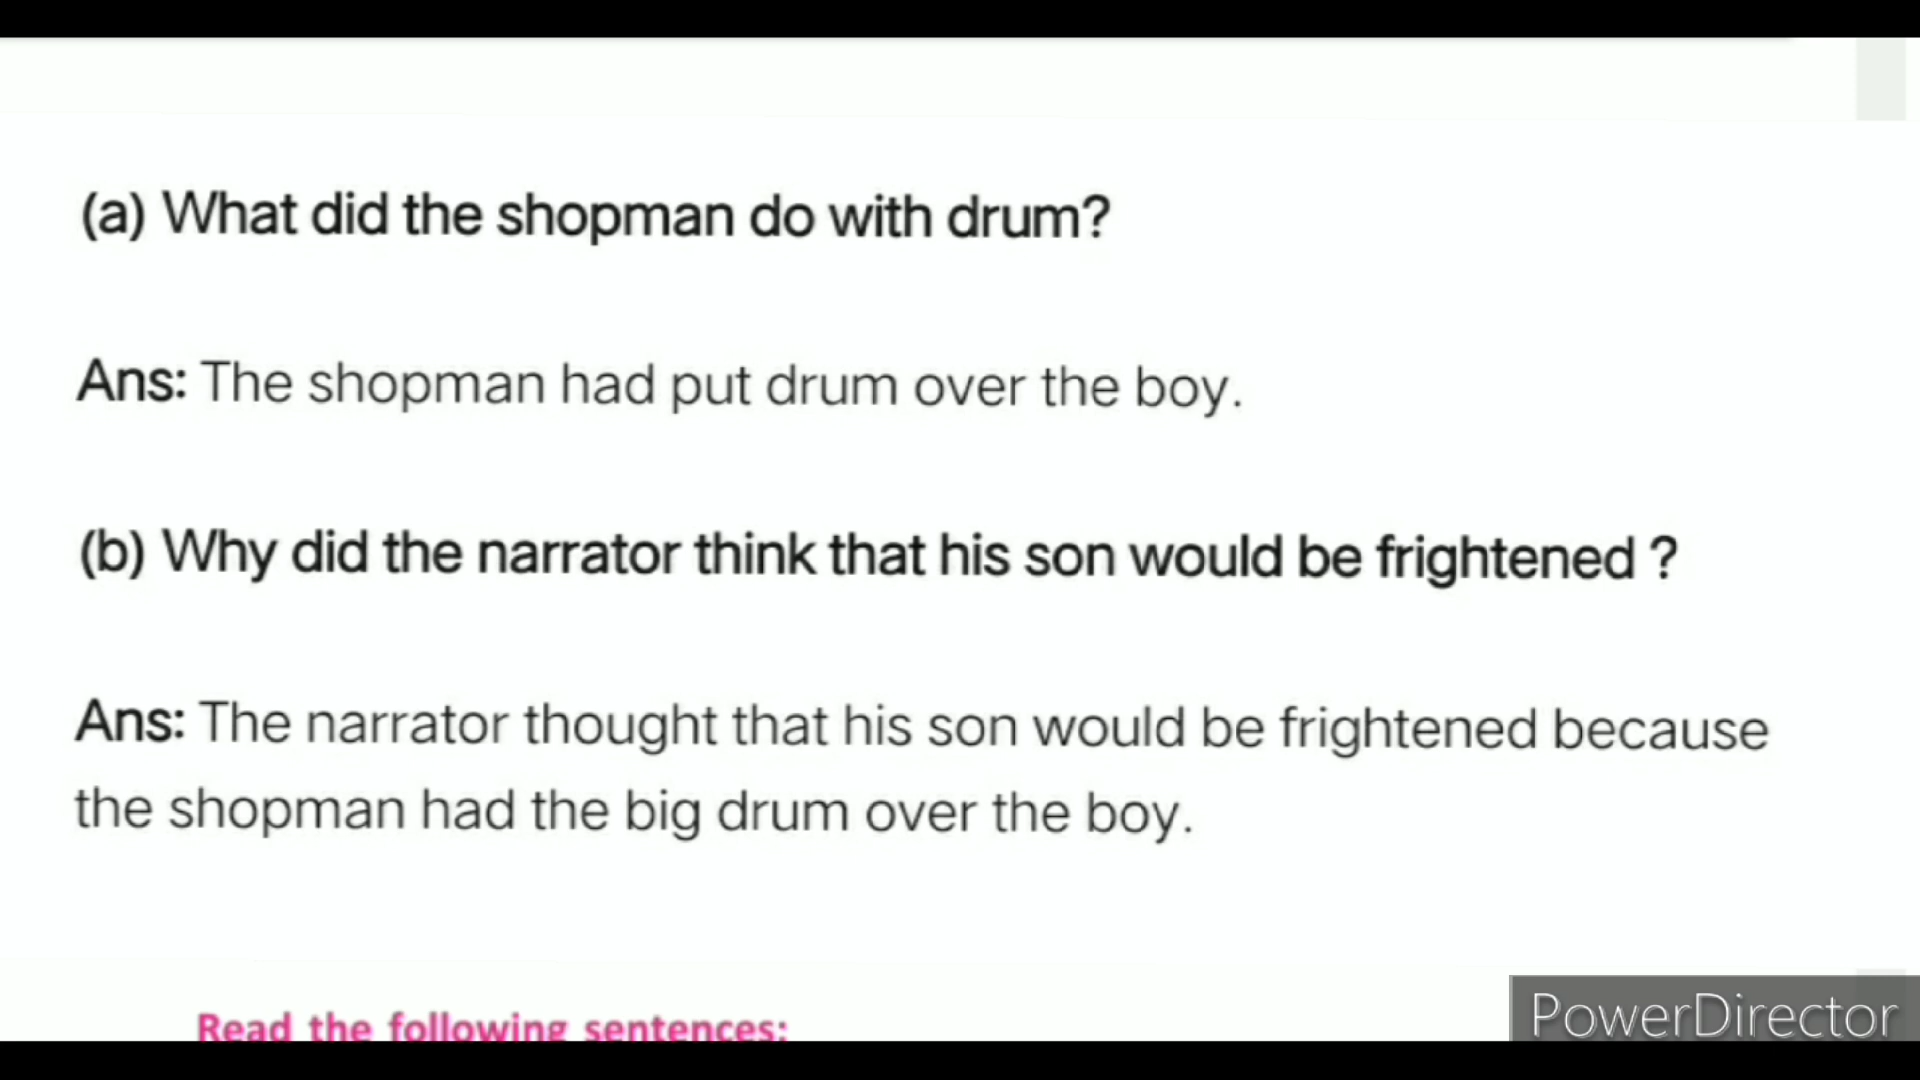 (a) What did the shopman do with drum?
Ans: The shopman had put drum over the boy.
(b) Why did the narrator think that his son would be frightened ?
Ans: The narrator thought that his son would be frightened because
the shopman had the big drum over the boy.
Read the following sentences:
PowerDirector